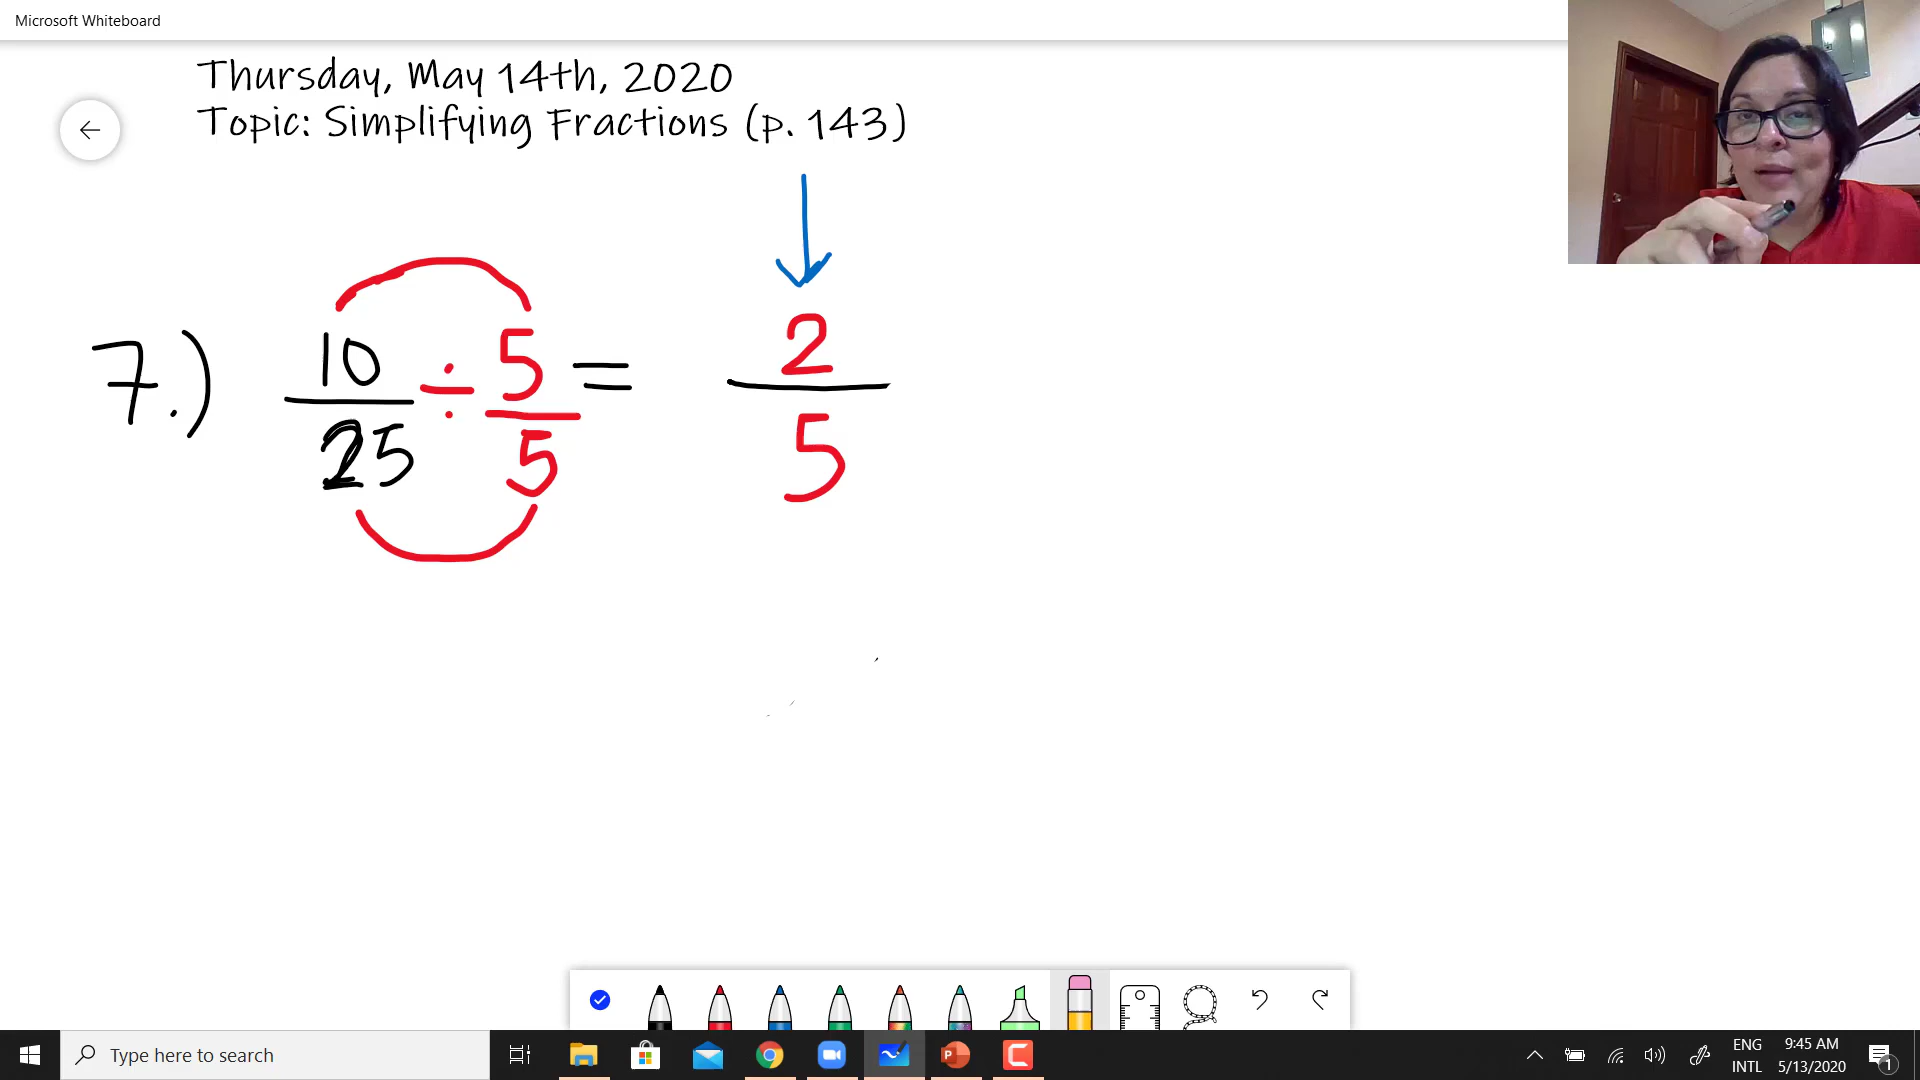 Microsoft Whiteboard
Thursday, May 14th, 2020
Topic: Simplifying Fractions (p. 143)
7.) 10/25 ÷ 5/5 = 2/5
Type here to search
ENG
INTL
9:45 AM
5/13/2020
1